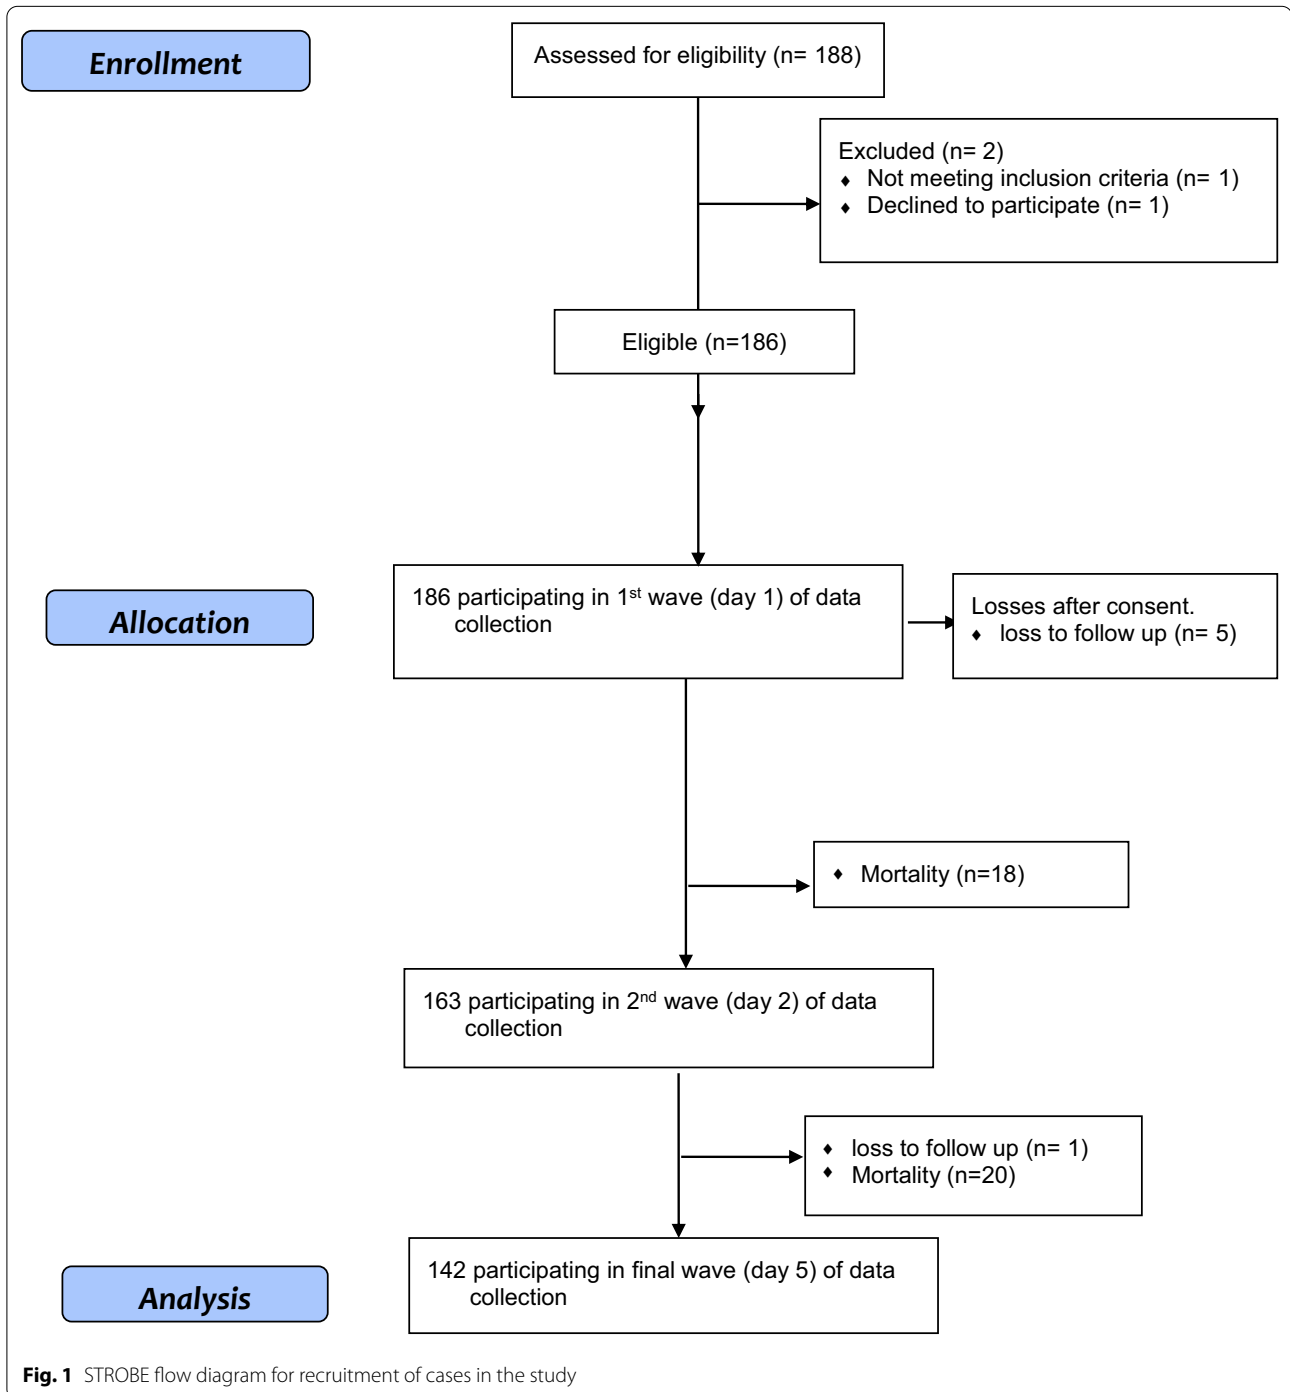 Enrollment
Assessed for eligibility (n= 188)
Excluded (n= 2)
♦ Not meeting inclusion criteria (n= 1)
♦ Declined to participate (n= 1)
Eligible (n=186)
Allocation
186 participating in 1st wave (day 1) of data
collection
Losses after consent.
♦ loss to follow up (n= 5)
♦ Mortality (n=18)
163 participating in 2nd wave (day 2) of data
collection
♦ loss to follow up (n= 1)
♦ Mortality (n=20)
Analysis
142 participating in final wave (day 5) of data
collection
Fig. 1 STROBE flow diagram for recruitment of cases in the study